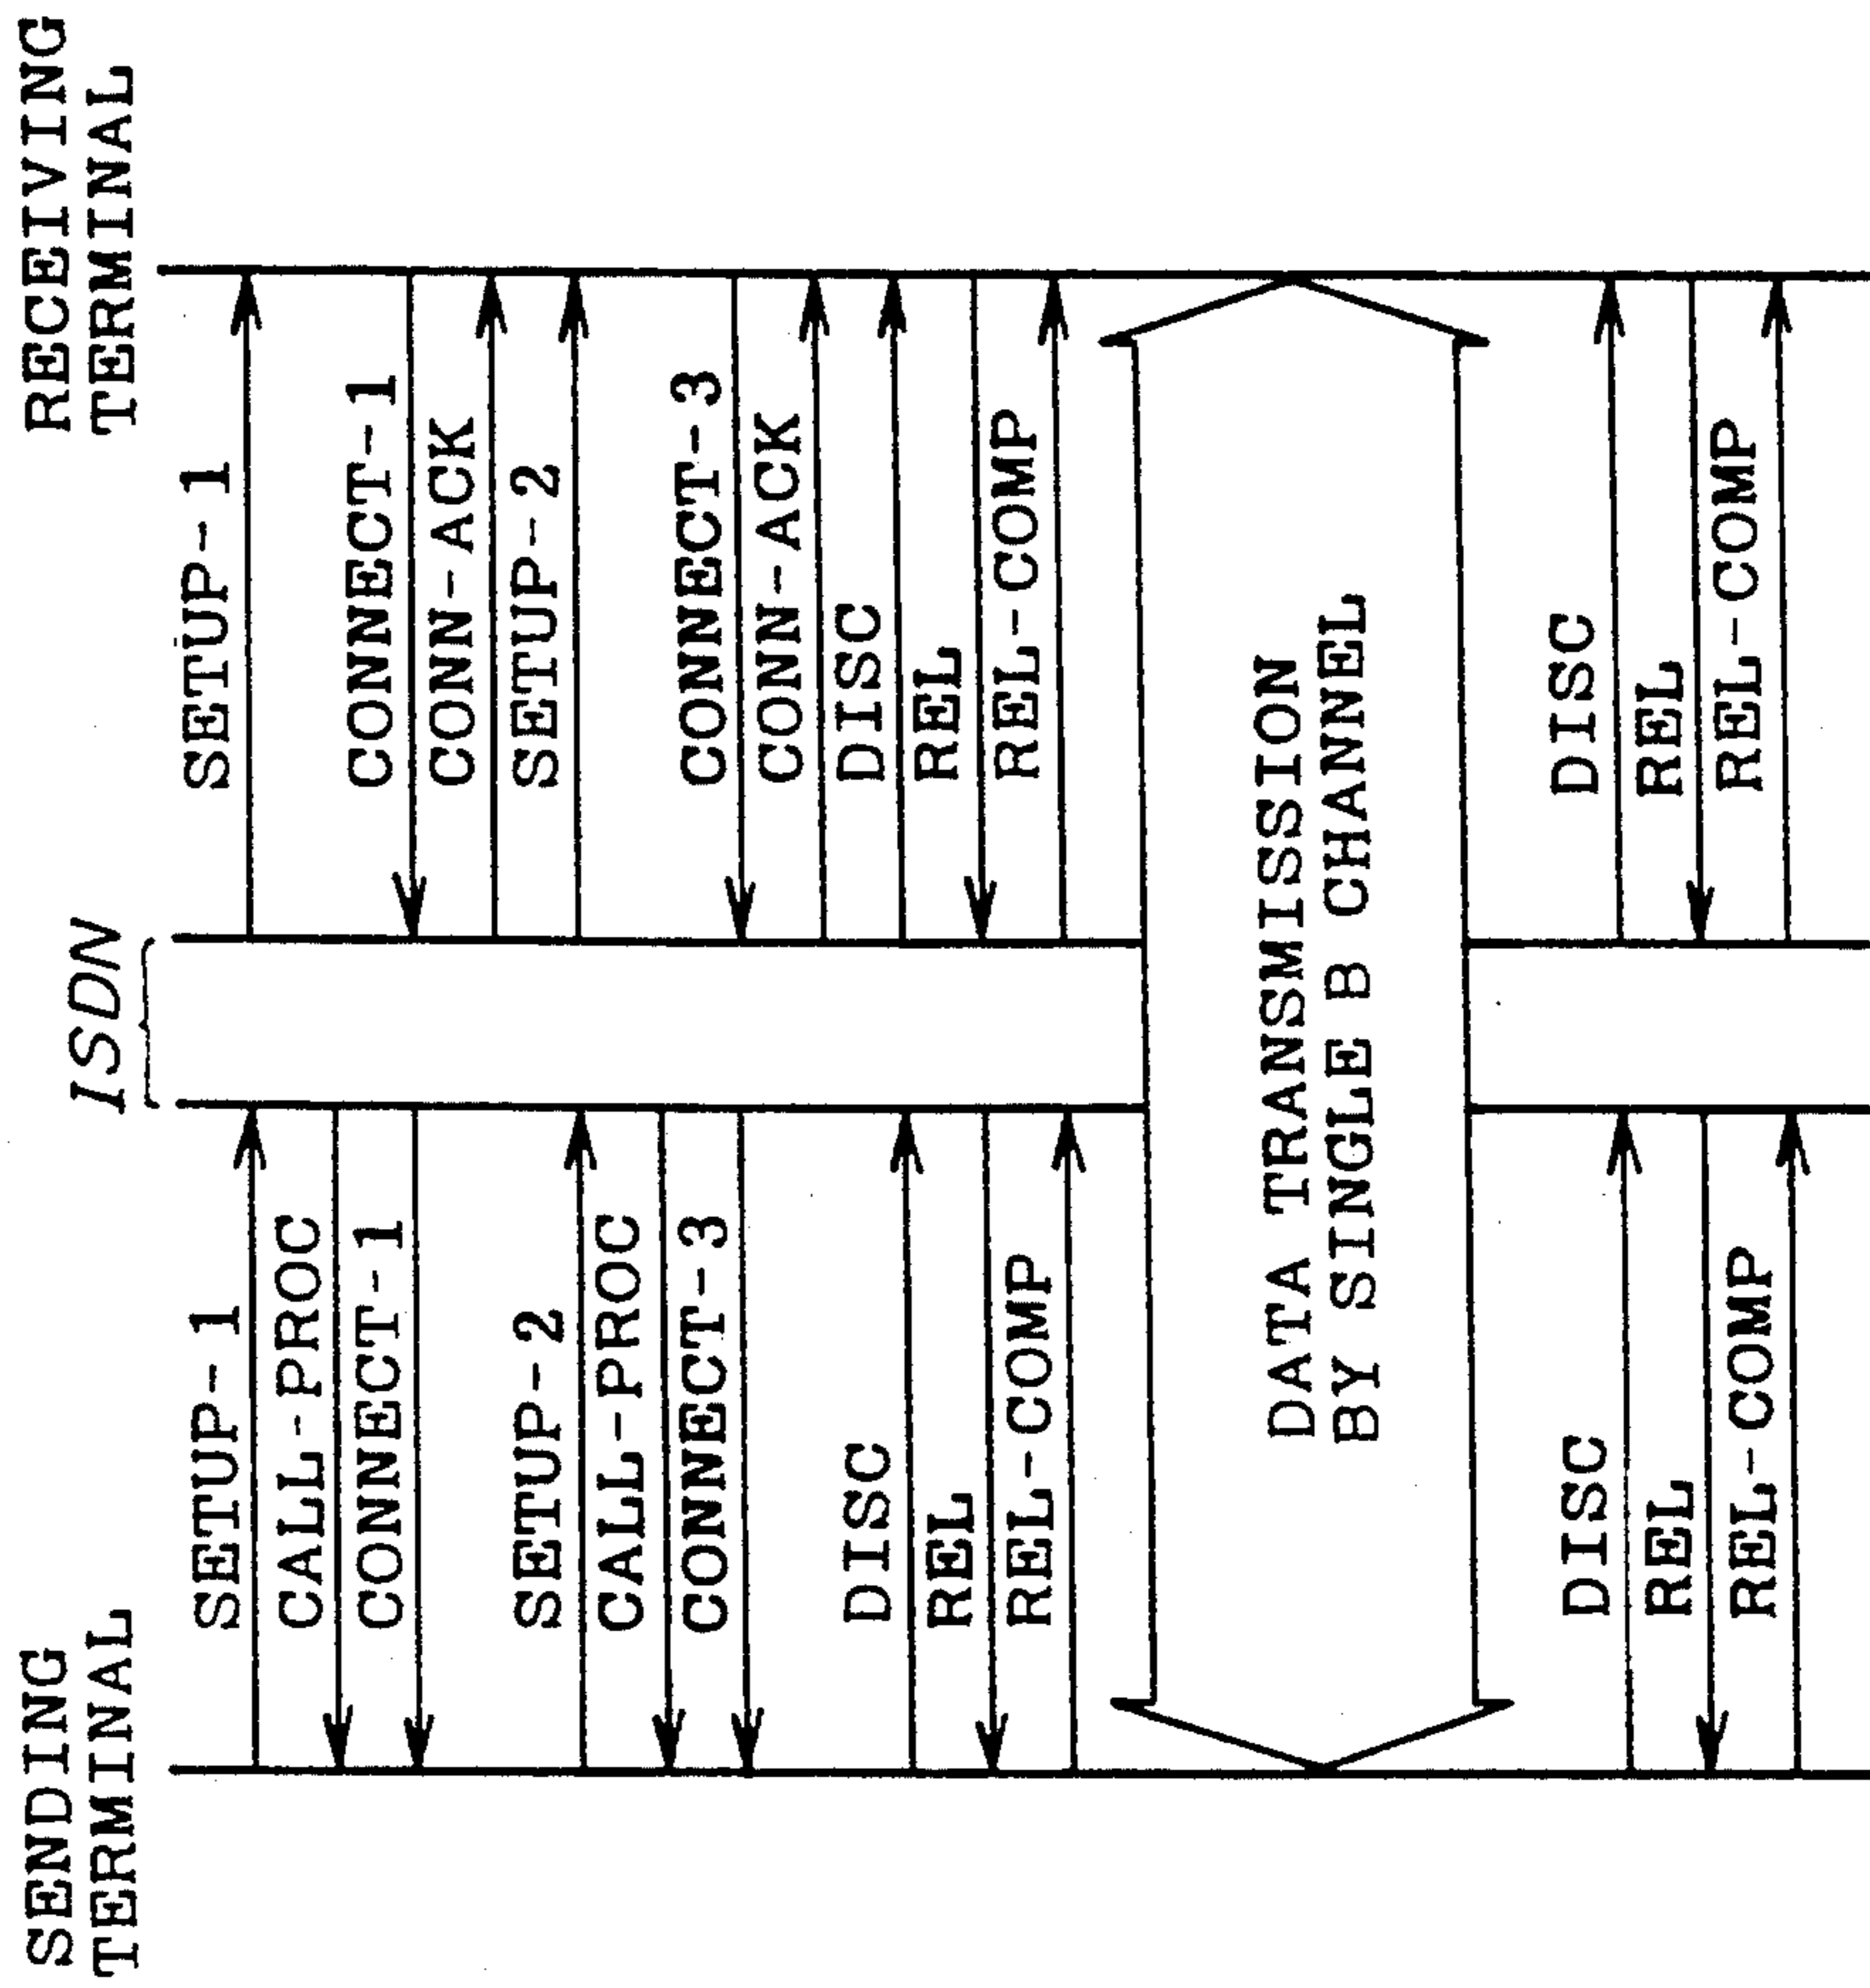 SENDING
TERMINAL
ISDN
RECEIVING
TERMINAL
SETUP-1
SETUP-1
CALL-PROC
CONNECT-1
CONNECT-1
CONN-ACK
SETUP-2
SETUP-2
CALL-PROC
CONNECT-3
CONNECT-3
CONN-ACK
DISC
DISC
REL
REL
REL-COMP
REL-COMP
DATA TRANSMISSION
BY SINGLE B CHANNEL
DISC
DISC
REL
REL
REL-COMP
REL-COMP